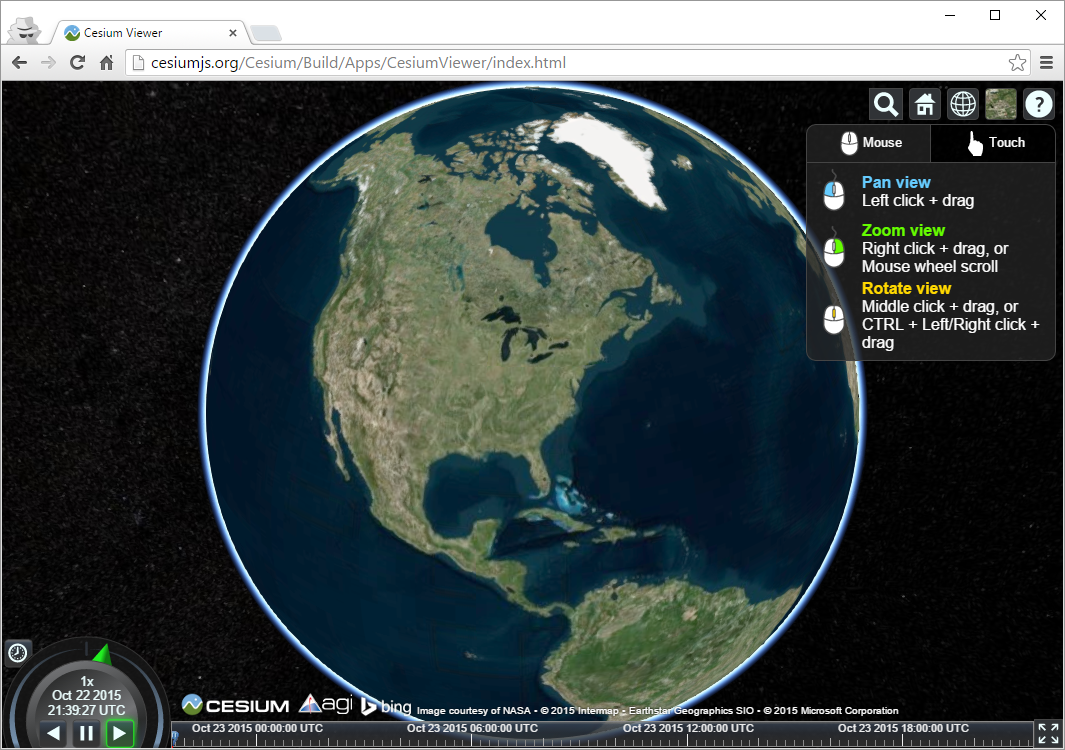 Cesium Viewer
cesiumjs.org/Cesium/Build/Apps/CesiumViewer/index.html
?
Mouse
Touch
Pan view
Left click + drag
Zoom view
Right click + drag, or
Mouse wheel scroll
Rotate view
Middle click + drag, or
CTRL + Left/Right click +
drag
1x
Oct 22 2015
21:39:27 UTC
CESIUM agi bing Image courtesy of NASA - © 2015 Intermap - Earthstar Geographics SIO - © 2015 Microsoft Corporation
Oct 23 2015 00:00:00 UTC
Oct 23 2015 06:00:00 UTC
Oct 23 2015 12:00:00 UTC
Oct 23 2015 18:00:00 UTC